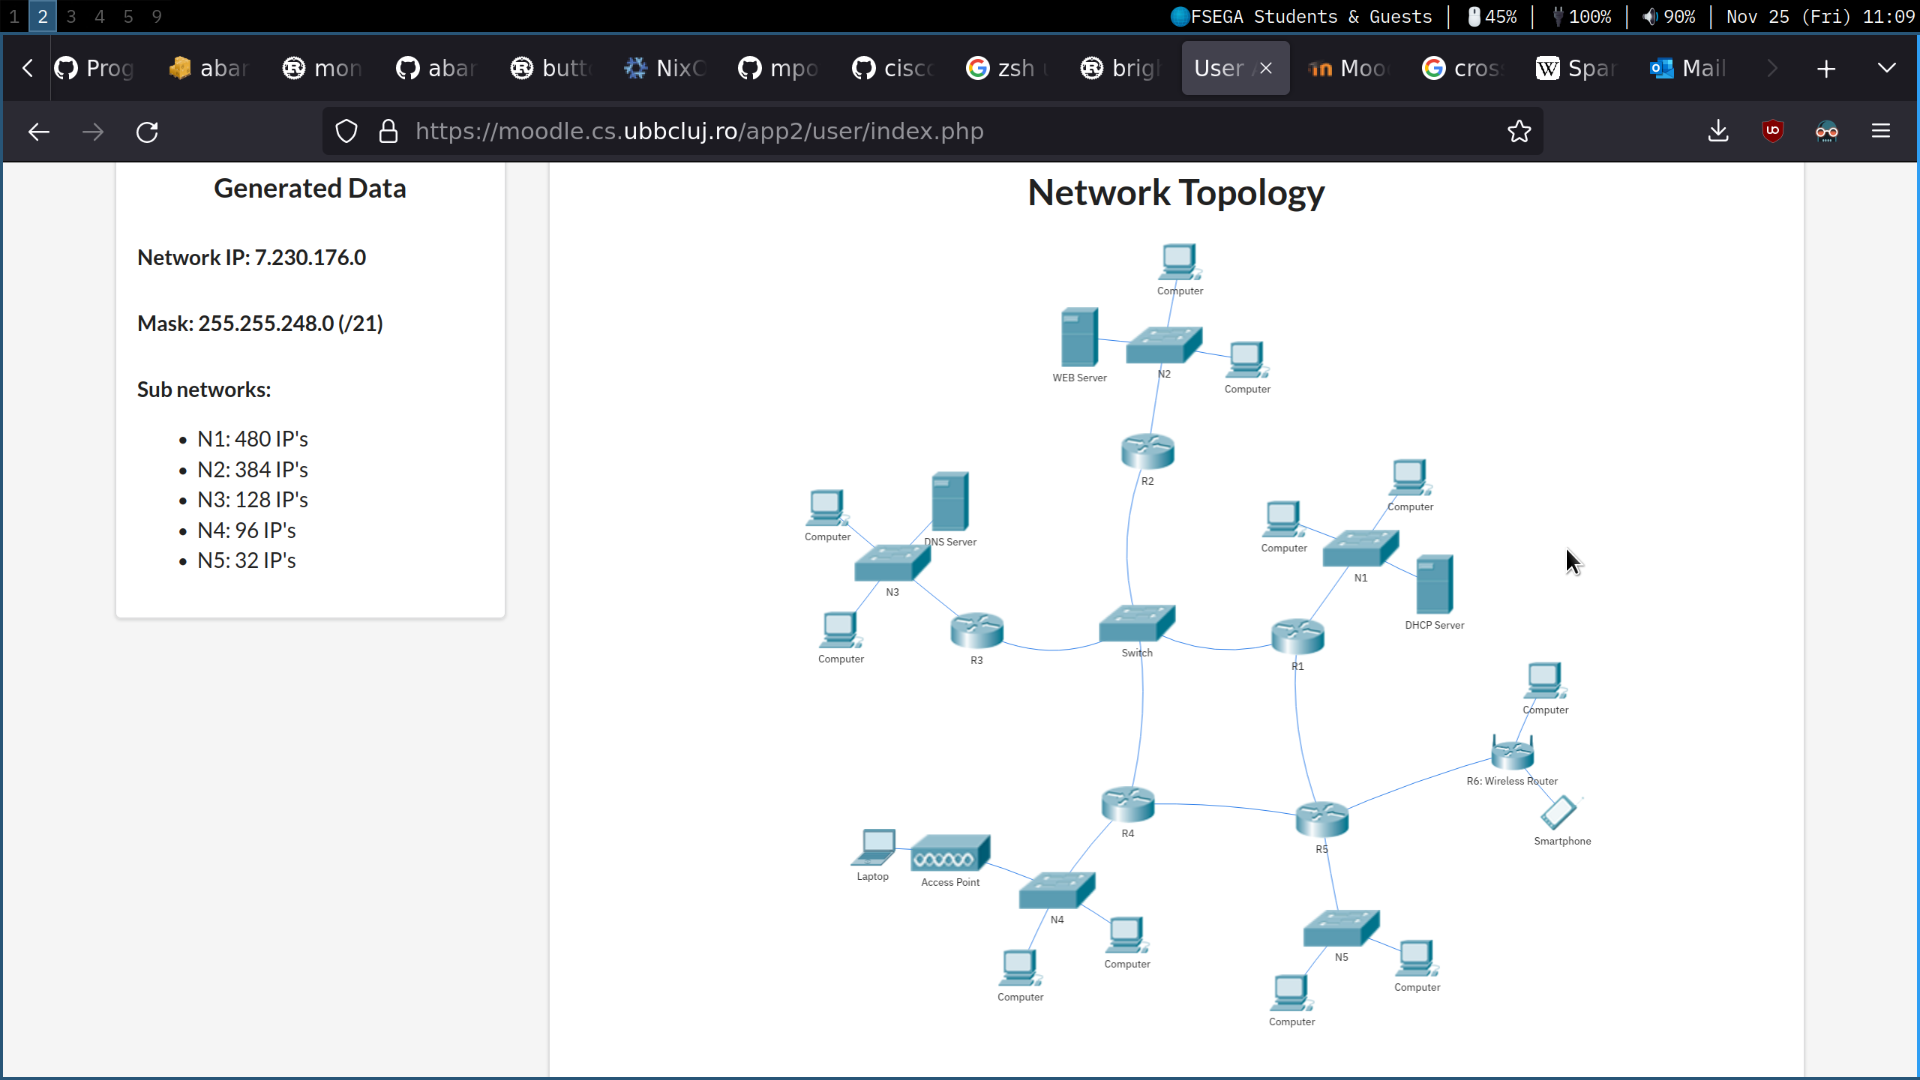 1 2 3 4 5 9
FSEGA Students & Guests | 45% | 100% | 90% | Nov 25 (Fri) 11:09
Prog abar mon abar butt NixO mpo cisc zsh brig User Moo cros Spar Mail
https://moodle.cs.ubbcluj.ro/app2/user/index.php
Generated Data
Network IP: 7.230.176.0
Mask: 255.255.248.0 (/21)
Sub networks:
• N1: 480 IP's
• N2: 384 IP's
• N3: 128 IP's
• N4: 96 IP's
• N5: 32 IP's
Network Topology
Computer
WEB Server
N2
Computer
R2
Computer
DNS Server
N3
Computer
R3
Switch
Computer
Computer
N1
DHCP Server
R1
Computer
R6: Wireless Router
Smartphone
R4
R5
Laptop
Access Point
N4
Computer
Computer
N5
Computer
Computer